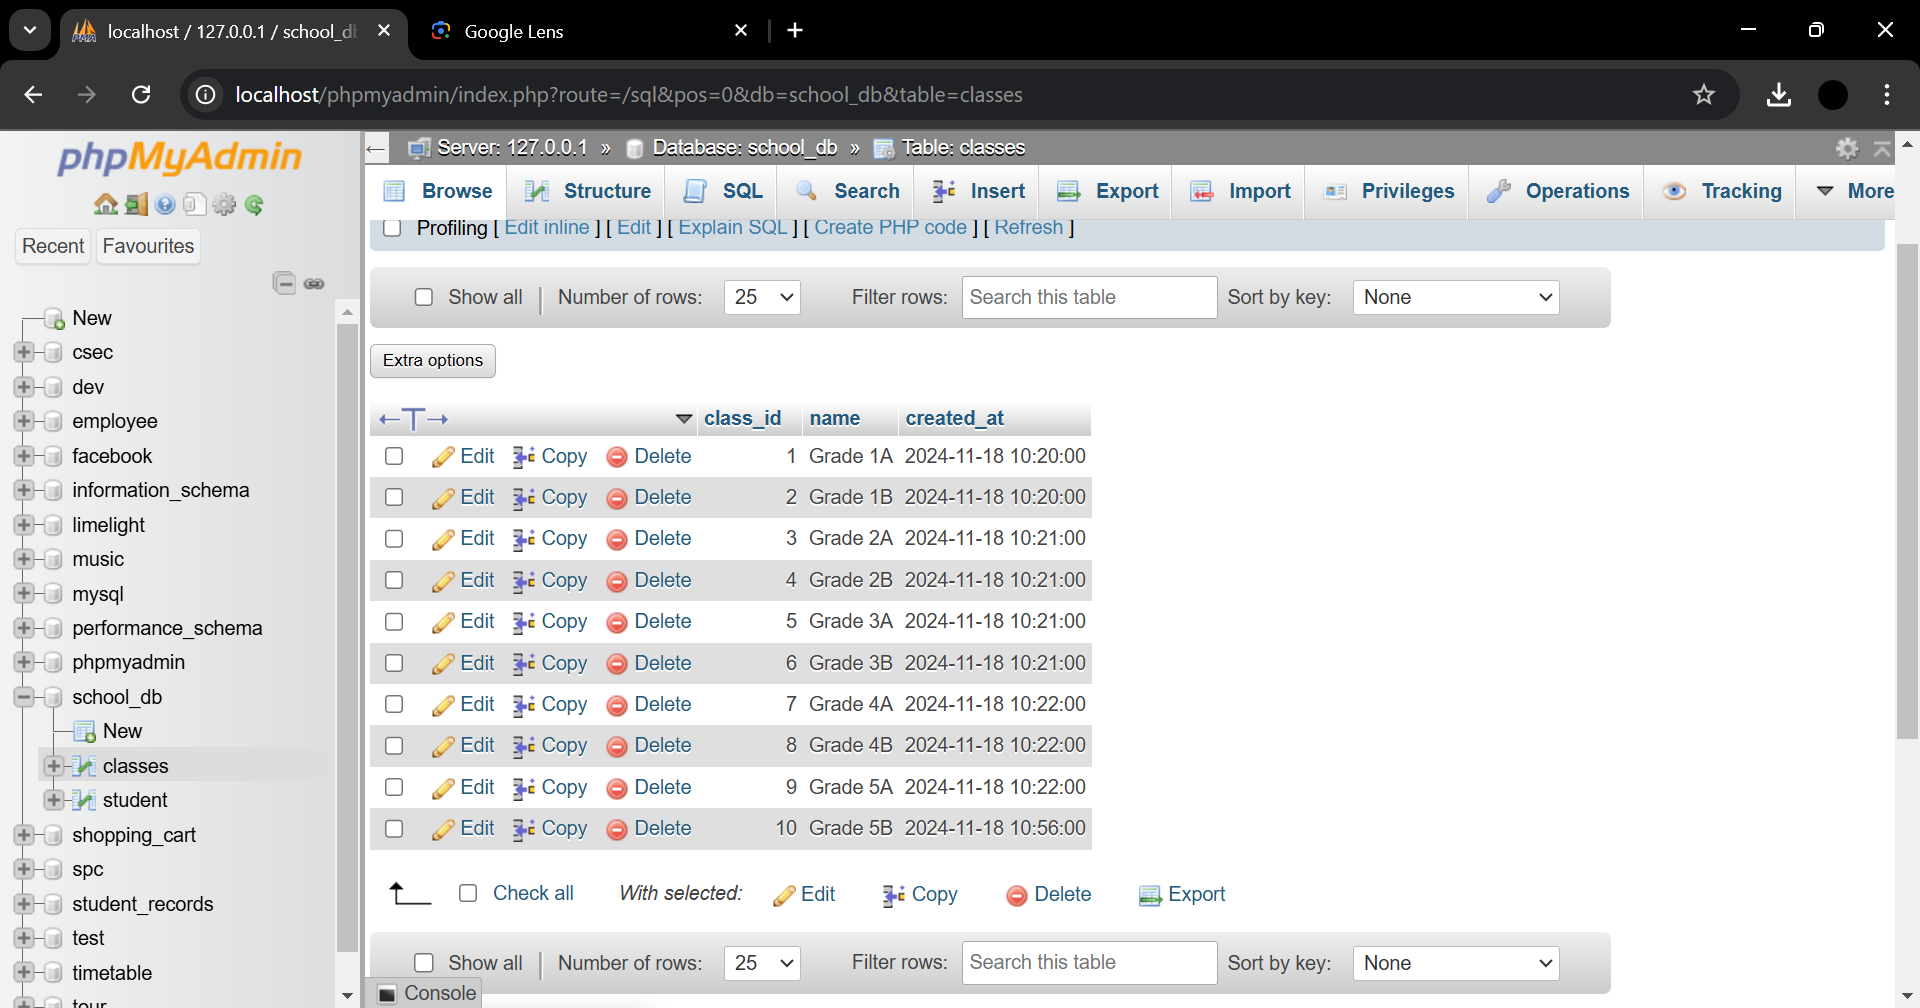 localhost / 127.0.0.1 / school_d
Google Lens
localhost/phpmyadmin/index.php?route=/sql&pos=0&db=school_db&table=classes
phpMyAdmin
Recent Favourites
New
csec
dev
employee
facebook
information_schema
limelight
music
mysql
performance_schema
phpmyadmin
school_db
New
classes
student
shopping_cart
spc
student_records
test
timetable
tour
Server: 127.0.0.1 » Database: school_db » Table: classes
Browse Structure SQL Search Insert Export Import Privileges Operations Tracking More
Profiling [ Edit inline ] [ Edit ] [ Explain SQL ] [ Create PHP code ] [ Refresh ]
Show all | Number of rows: 25 Filter rows: Search this table Sort by key: None
Extra options
←T→ class_id name created_at
Edit Copy Delete 1 Grade 1A 2024-11-18 10:20:00
Edit Copy Delete 2 Grade 1B 2024-11-18 10:20:00
Edit Copy Delete 3 Grade 2A 2024-11-18 10:21:00
Edit Copy Delete 4 Grade 2B 2024-11-18 10:21:00
Edit Copy Delete 5 Grade 3A 2024-11-18 10:21:00
Edit Copy Delete 6 Grade 3B 2024-11-18 10:21:00
Edit Copy Delete 7 Grade 4A 2024-11-18 10:22:00
Edit Copy Delete 8 Grade 4B 2024-11-18 10:22:00
Edit Copy Delete 9 Grade 5A 2024-11-18 10:22:00
Edit Copy Delete 10 Grade 5B 2024-11-18 10:56:00
Check all With selected: Edit Copy Delete Export
Show all | Number of rows: 25 Filter rows: Search this table Sort by key: None
Console